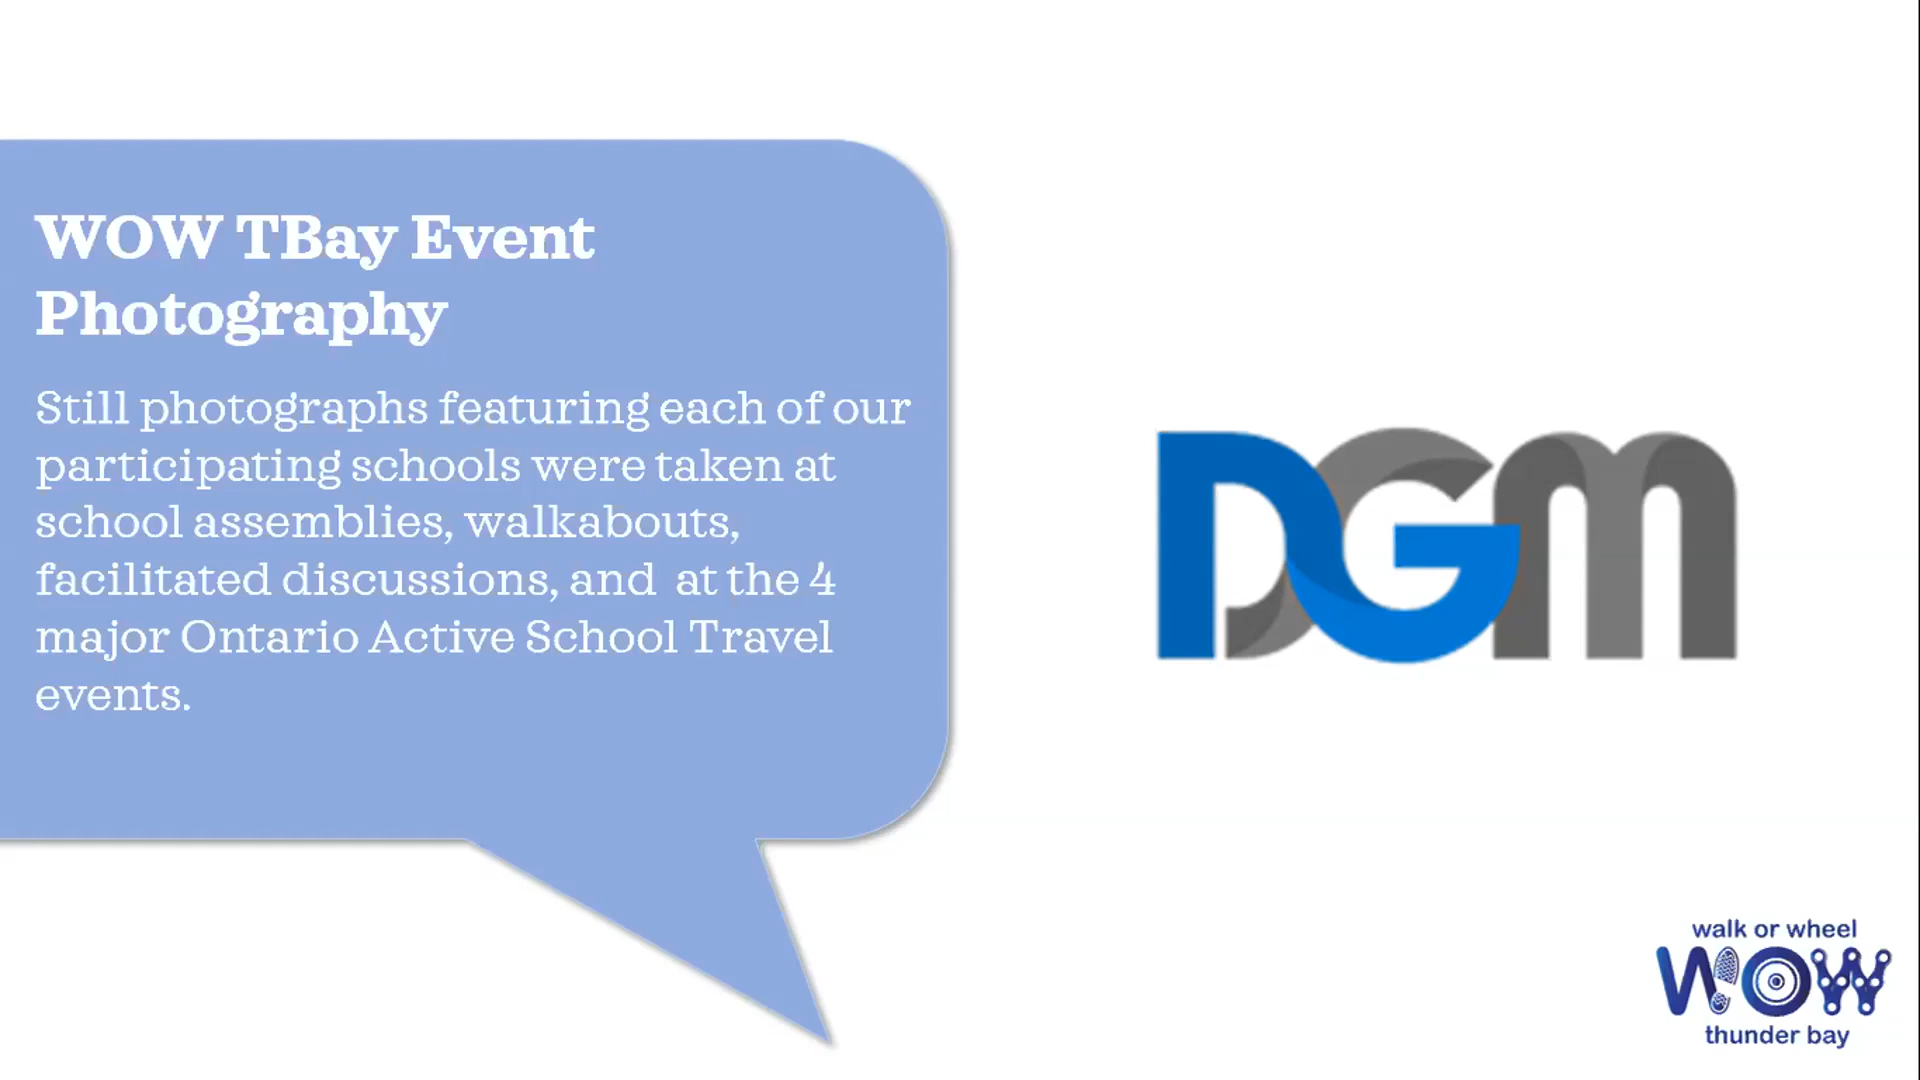 WOW TBay Event
Photography
Still photographs featuring each of our
participating schools were taken at
school assemblies, walkabouts,
facilitated discussions, and  at the 4
major Ontario Active School Travel
events.
DGM
walk or wheel
WOW
thunder bay